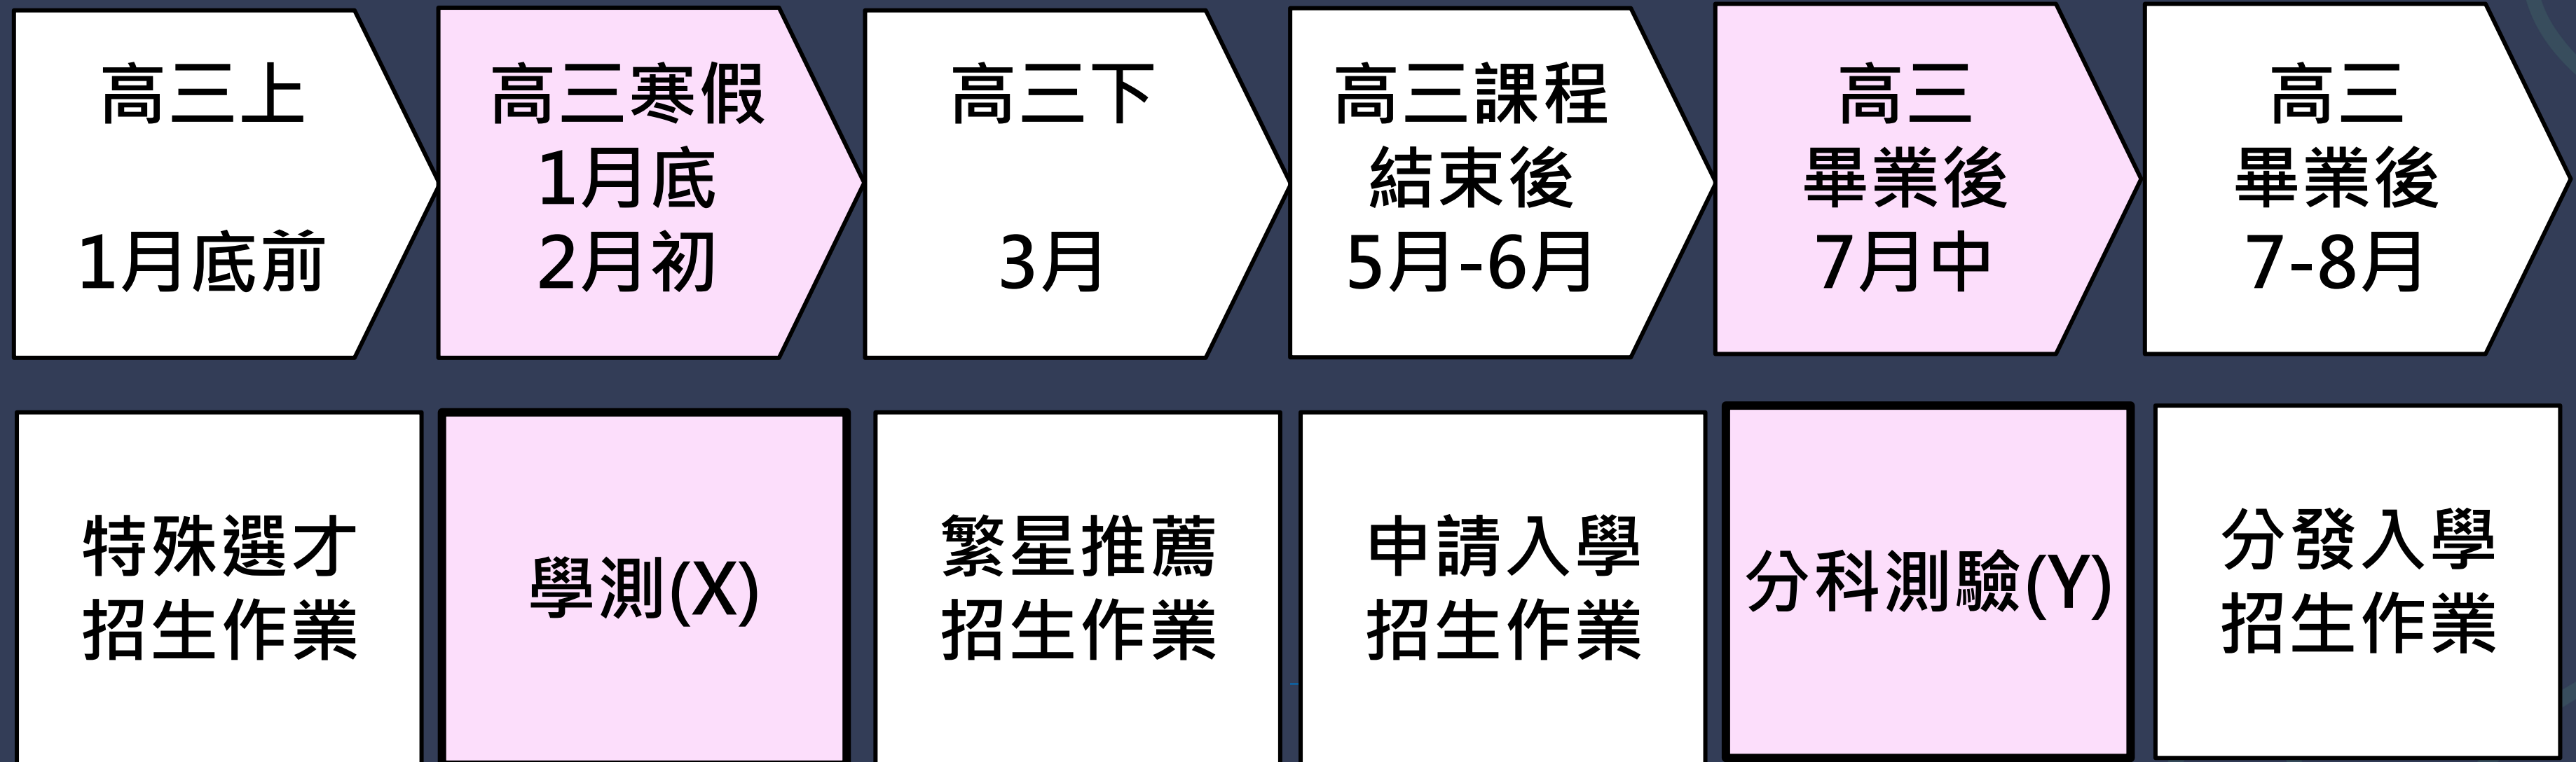 高三上
1月底前
高三寒假
1月底
2月初
高三下
3月
高三課程
結束後
5月-6月
高三
畢業後
7月中
高三
畢業後
7-8月
特殊選才
招生作業
學測(X)
繁星推薦
招生作業
申請入學
招生作業
分科測驗(Y)
分發入學
招生作業